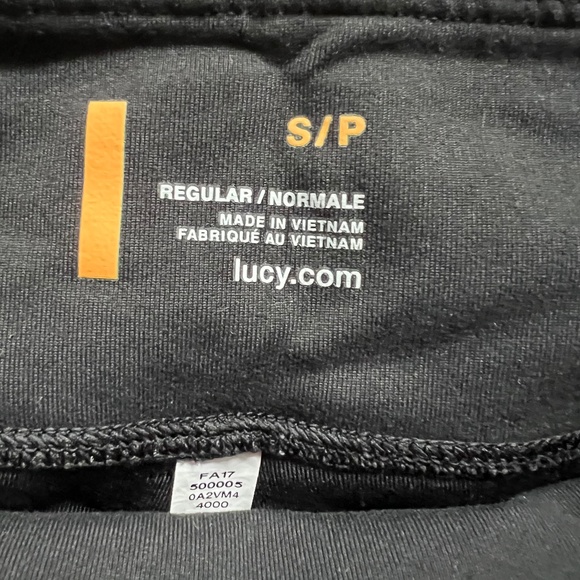 S/P
REGULAR / NORMALE
MADE IN VIETNAM
FABRIQUÉ AU VIETNAM
lucy.com
FA17
500005
0A2VM4
4000